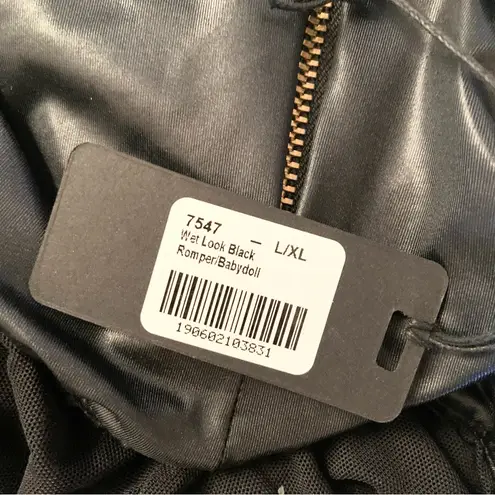 7547 – L/XL
Wet Look Black
Romper/Babydoll
190602103831